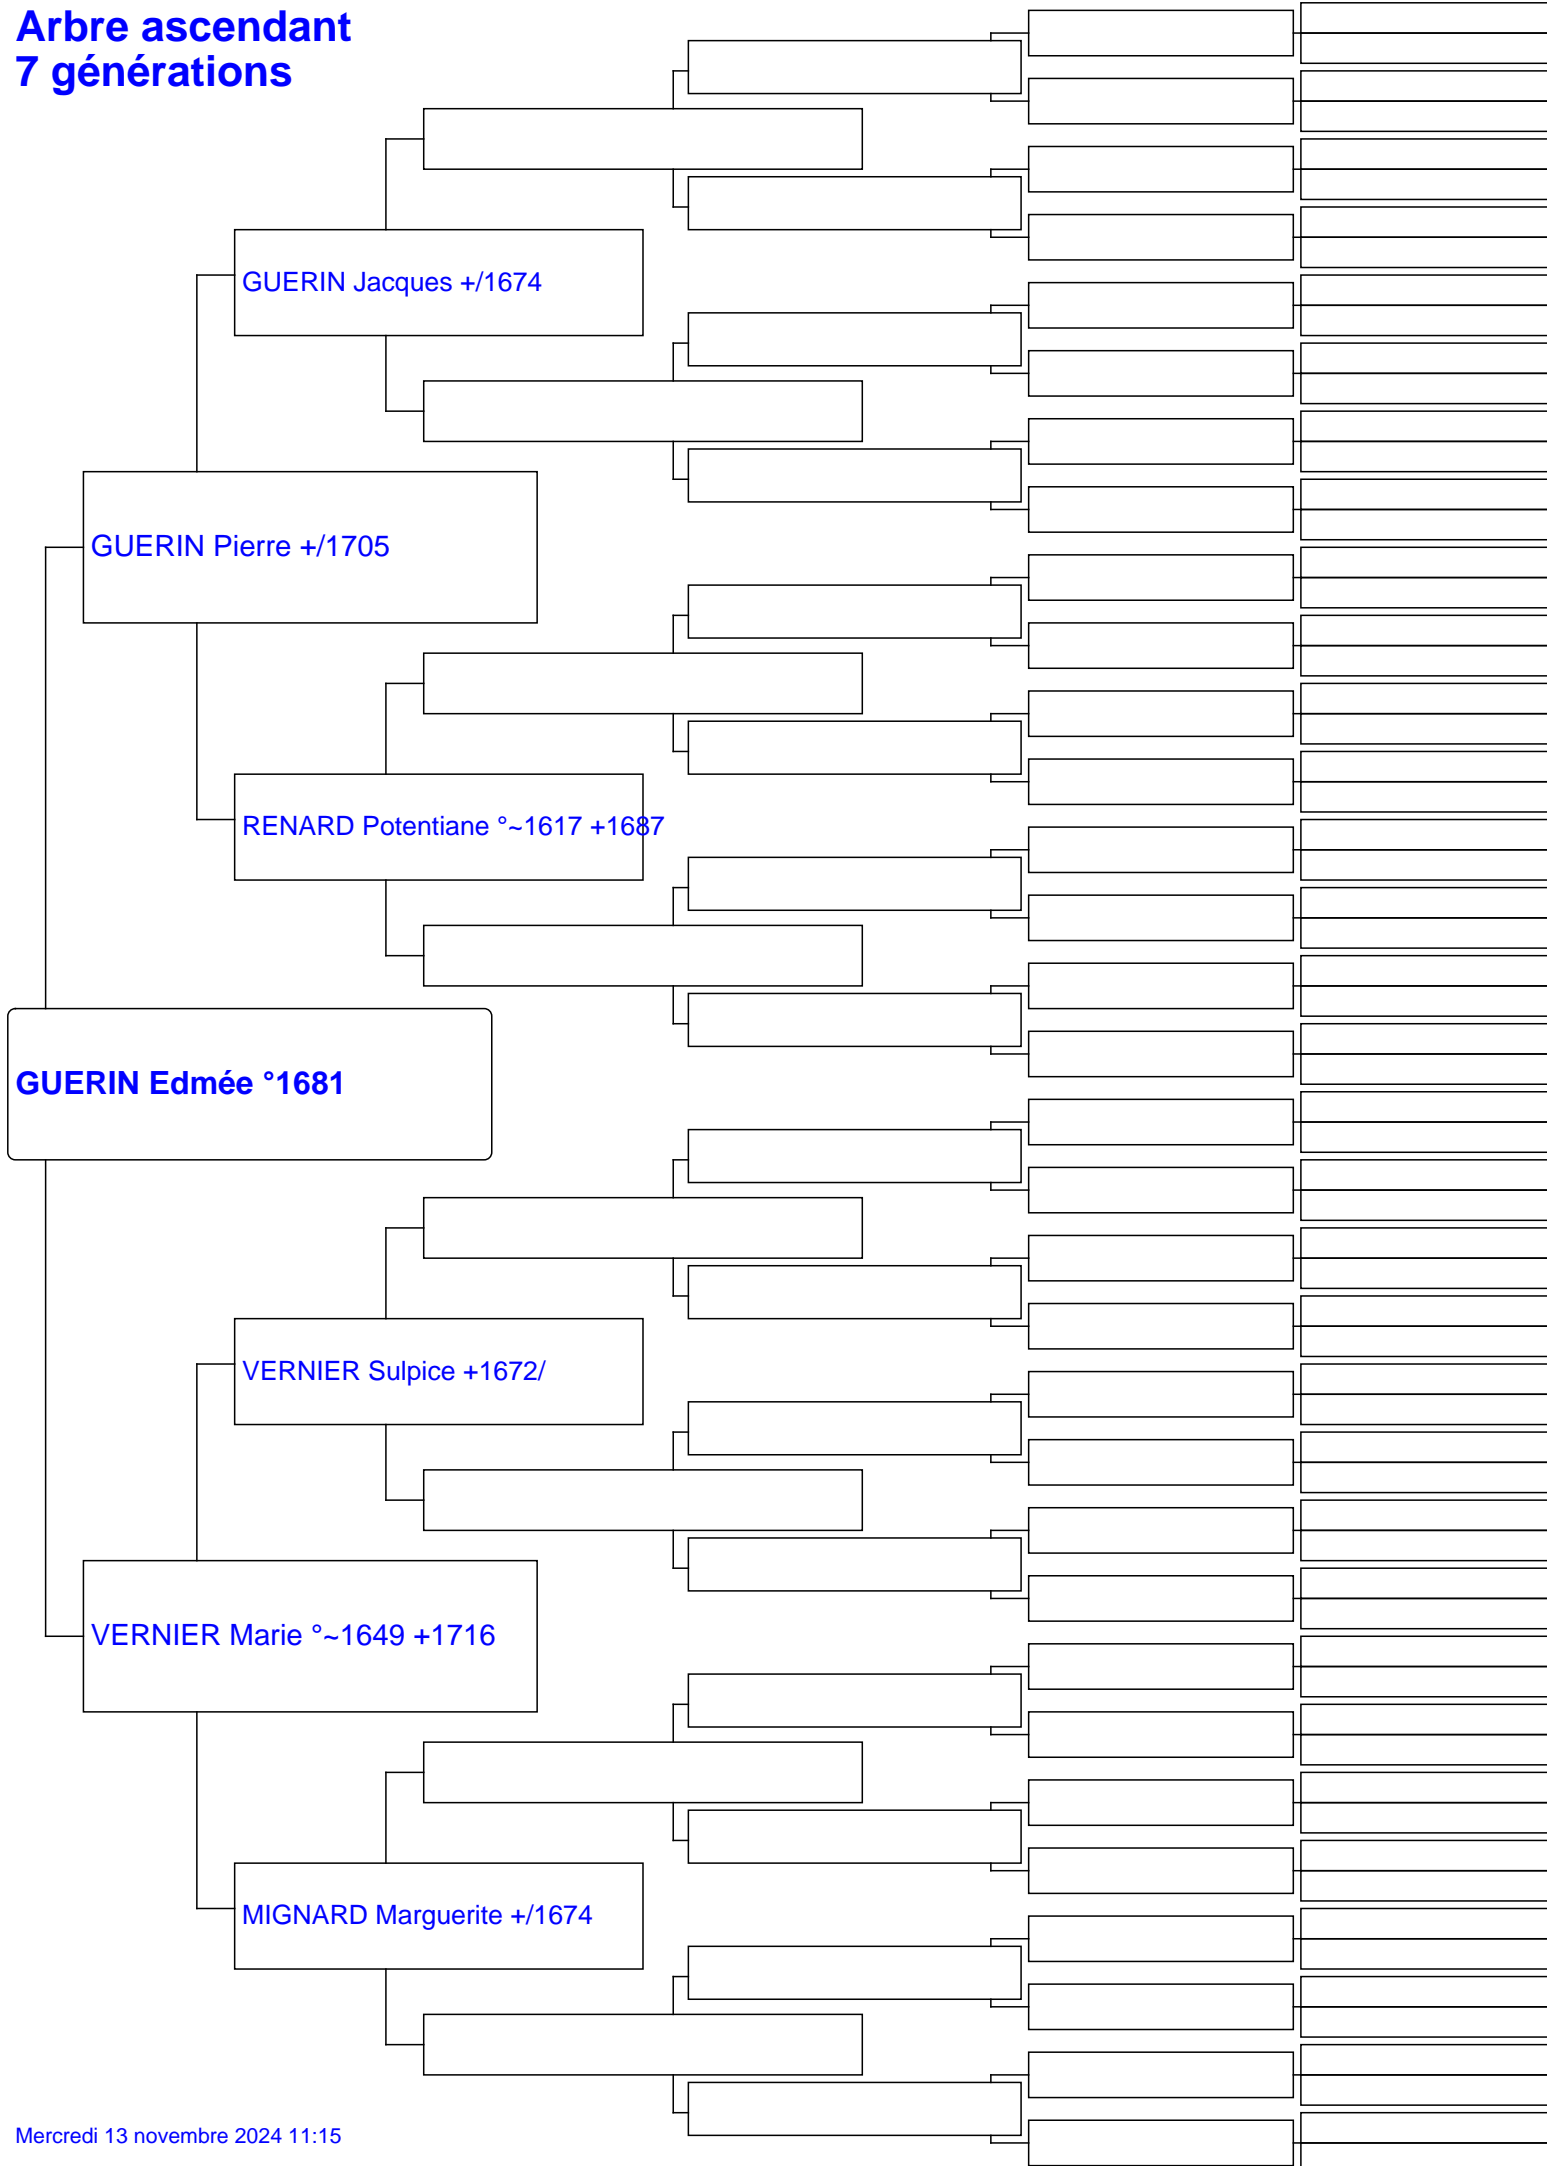 Arbre ascendant
7 générations
GUERIN Jacques +/1674
GUERIN Pierre +/1705
RENARD Potentiane °~1617 +1687
GUERIN Edmée °1681
VERNIER Sulpice +1672/
VERNIER Marie °~1649 +1716
MIGNARD Marguerite +/1674
Mercredi 13 novembre 2024 11:15